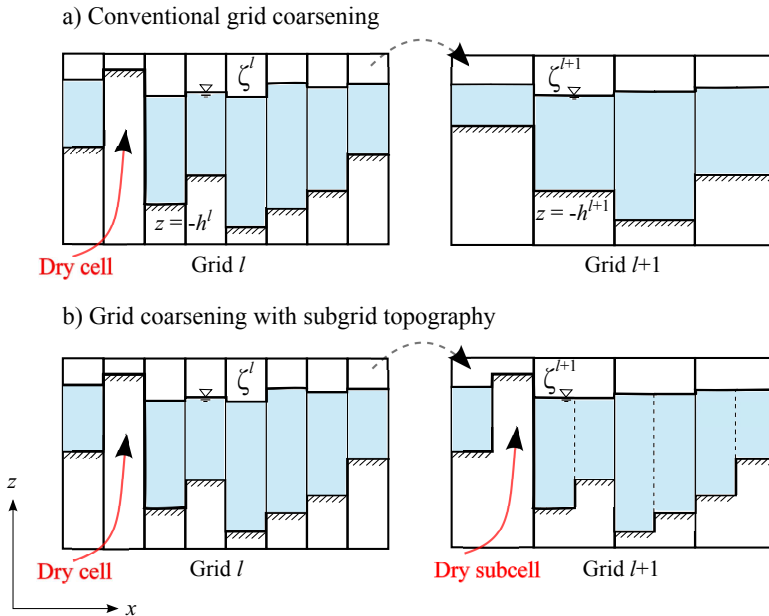 a) Conventional grid coarsening
ζ^l
ζ^{l+1}
z = -h^l
z = -h^{l+1}
Dry cell
Grid l
Grid l+1
b) Grid coarsening with subgrid topography
ζ^l
ζ^{l+1}
z
Dry cell
Grid l
Dry subcell
Grid l+1
x